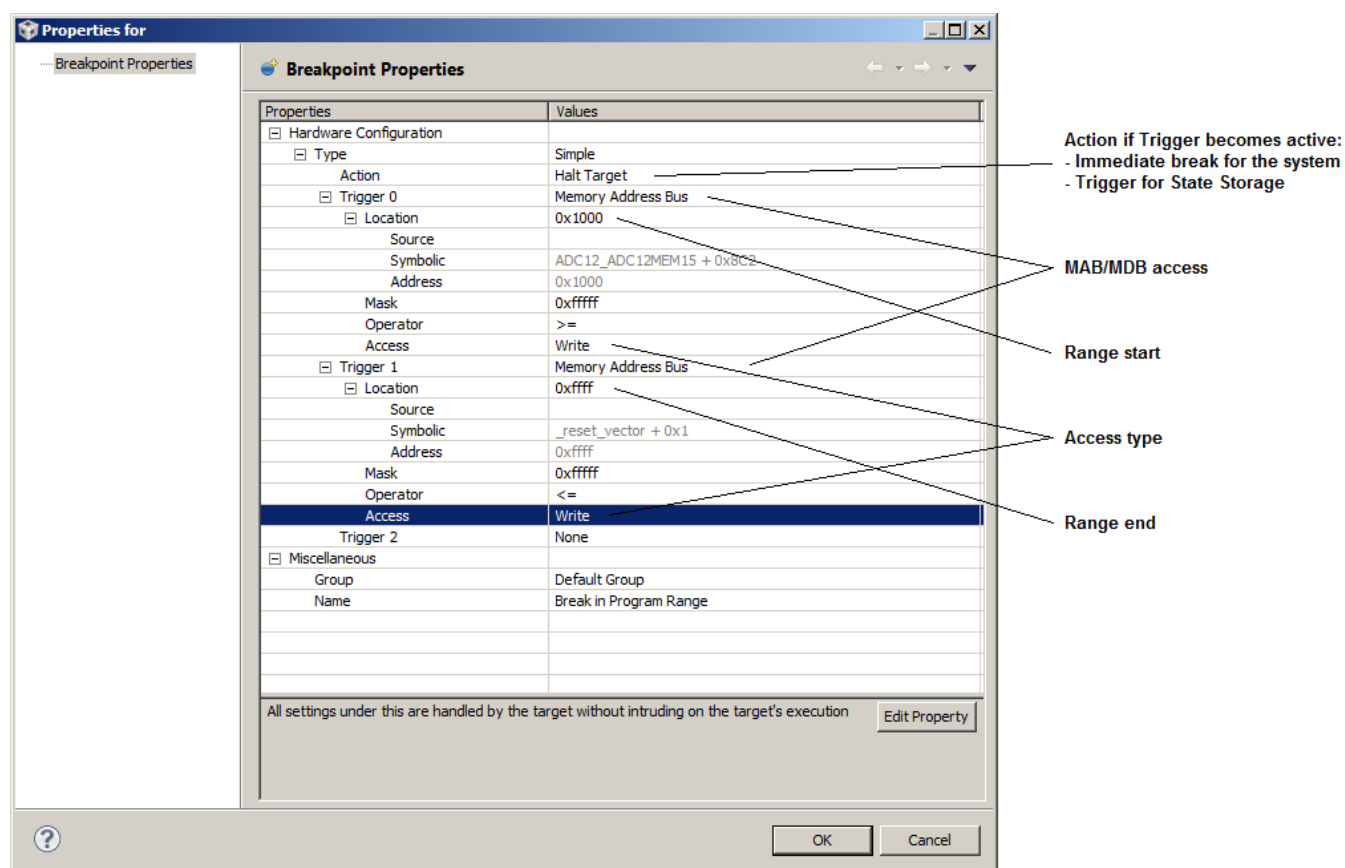 Properties for
Breakpoint Properties
Breakpoint Properties
Properties Values
Hardware Configuration
Type Simple
Action Halt Target
Trigger 0 Memory Address Bus
Location 0x1000
Source
Symbolic ADC12_ADC12MEM15 + 0x8C2
Address 0x1000
Mask 0xfffff
Operator >=
Access Write
Trigger 1 Memory Address Bus
Location 0xffff
Source
Symbolic _reset_vector + 0x1
Address 0xffff
Mask 0xfffff
Operator <=
Access Write
Trigger 2 None
Miscellaneous
Group Default Group
Name Break in Program Range
All settings under this are handled by the target without intruding on the target's execution
Edit Property
?
OK Cancel
Action if Trigger becomes active:
- Immediate break for the system
- Trigger for State Storage
MAB/MDB access
Range start
Access type
Range end